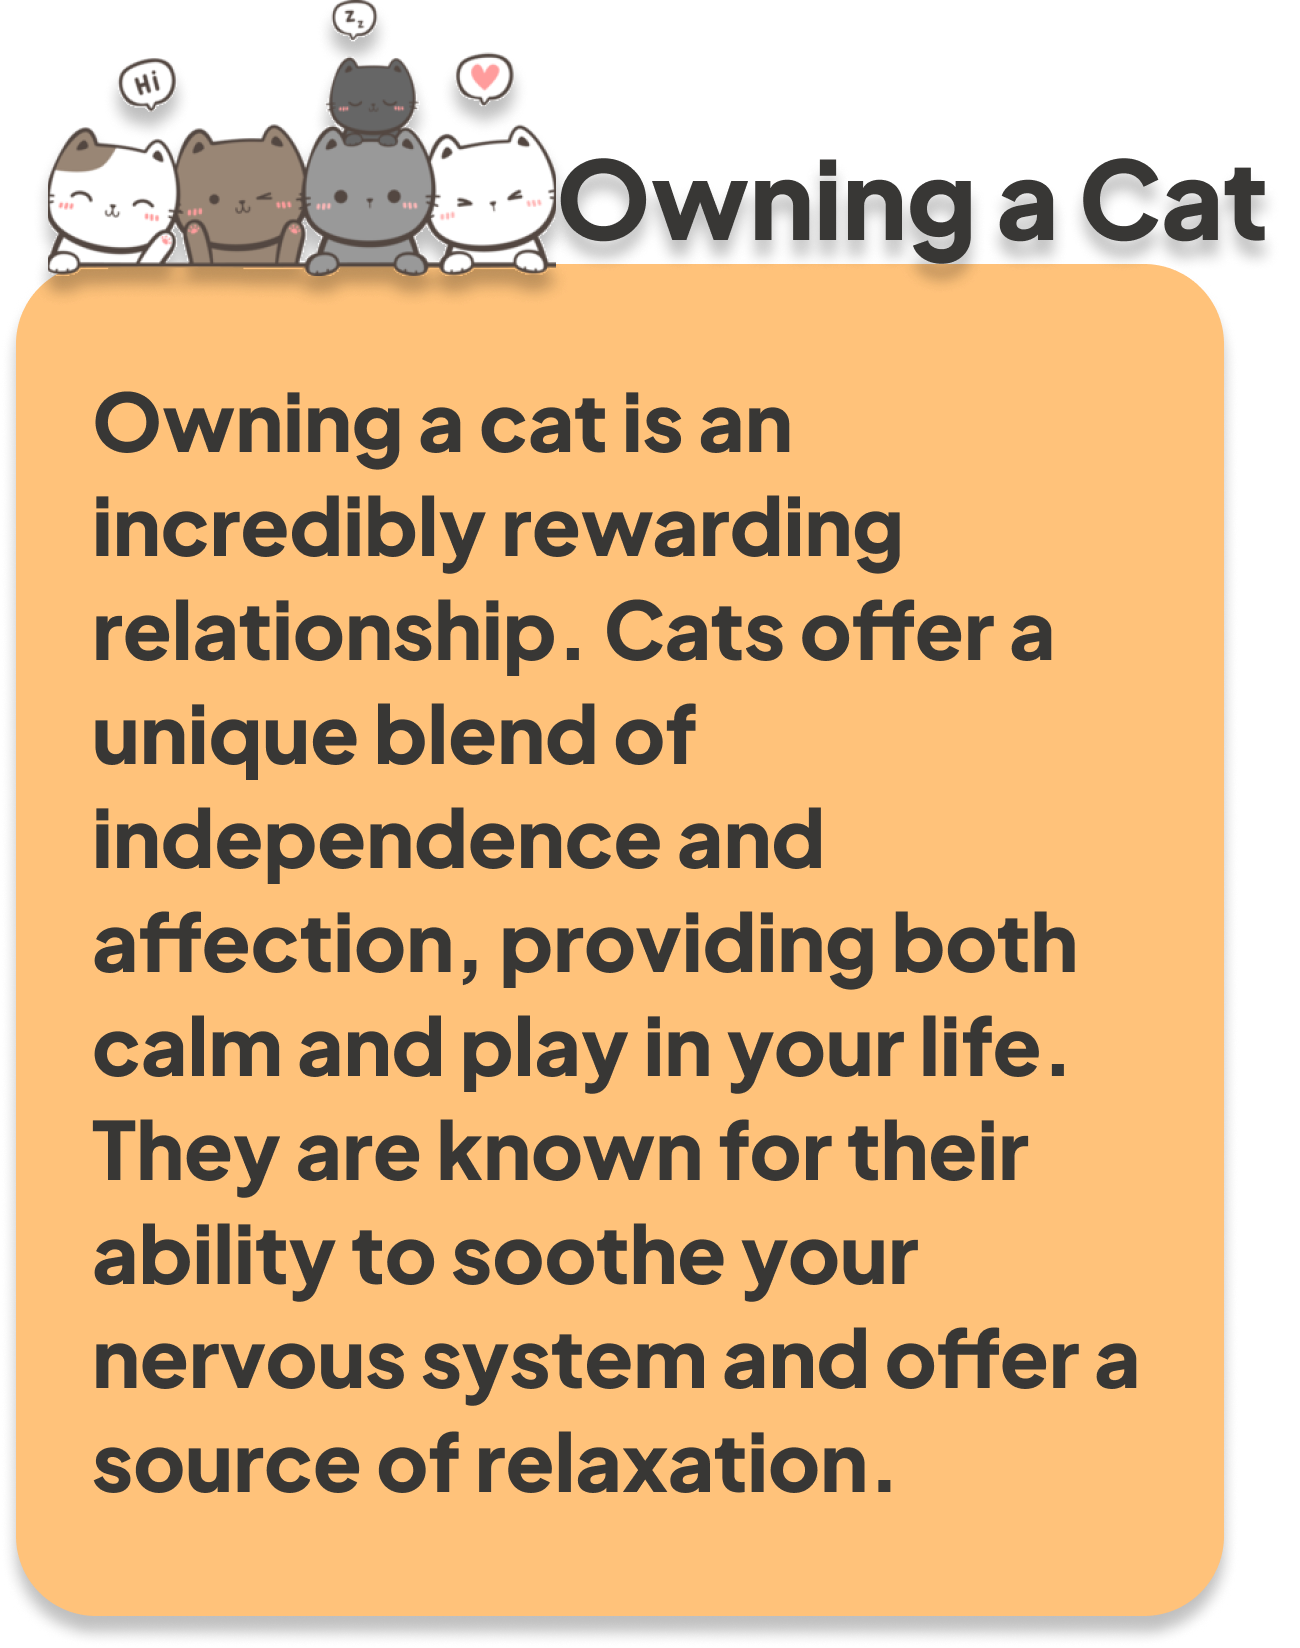 Hi
z z
Owning a Cat
Owning a cat is an
incredibly rewarding
relationship. Cats offer a
unique blend of
independence and
affection, providing both
calm and play in your life.
They are known for their
ability to soothe your
nervous system and offer a
source of relaxation.